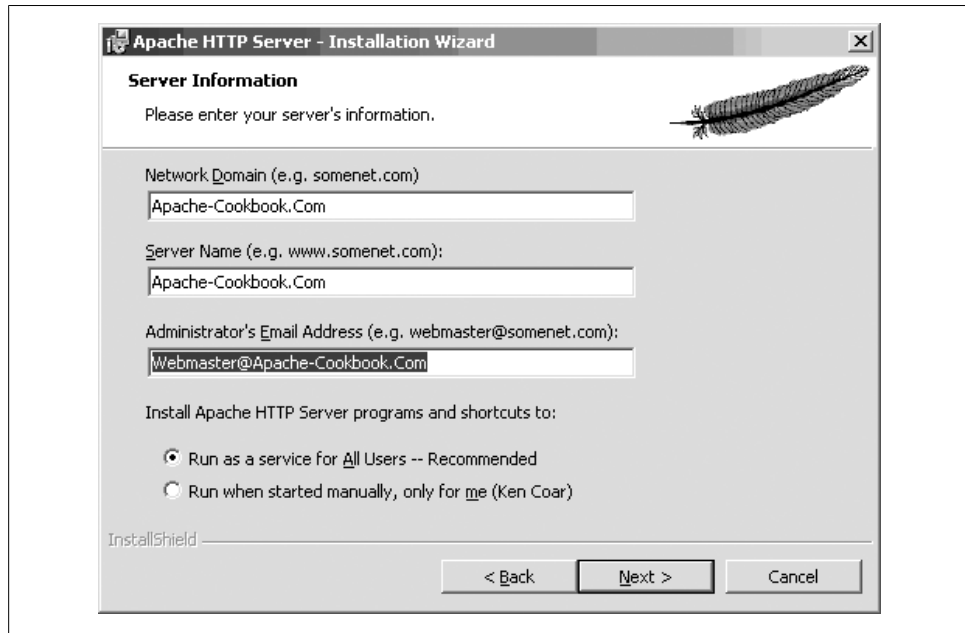 Apache HTTP Server - Installation Wizard
Server Information
Please enter your server's information.
Network Domain (e.g. somenet.com)
Apache-Cookbook.Com
Server Name (e.g. www.somenet.com):
Apache-Cookbook.Com
Administrator's Email Address (e.g. webmaster@somenet.com):
Webmaster@Apache-Cookbook.Com
Install Apache HTTP Server programs and shortcuts to:
Run as a service for All Users -- Recommended
Run when started manually, only for me (Ken Coar)
InstallShield
< Back
Next >
Cancel